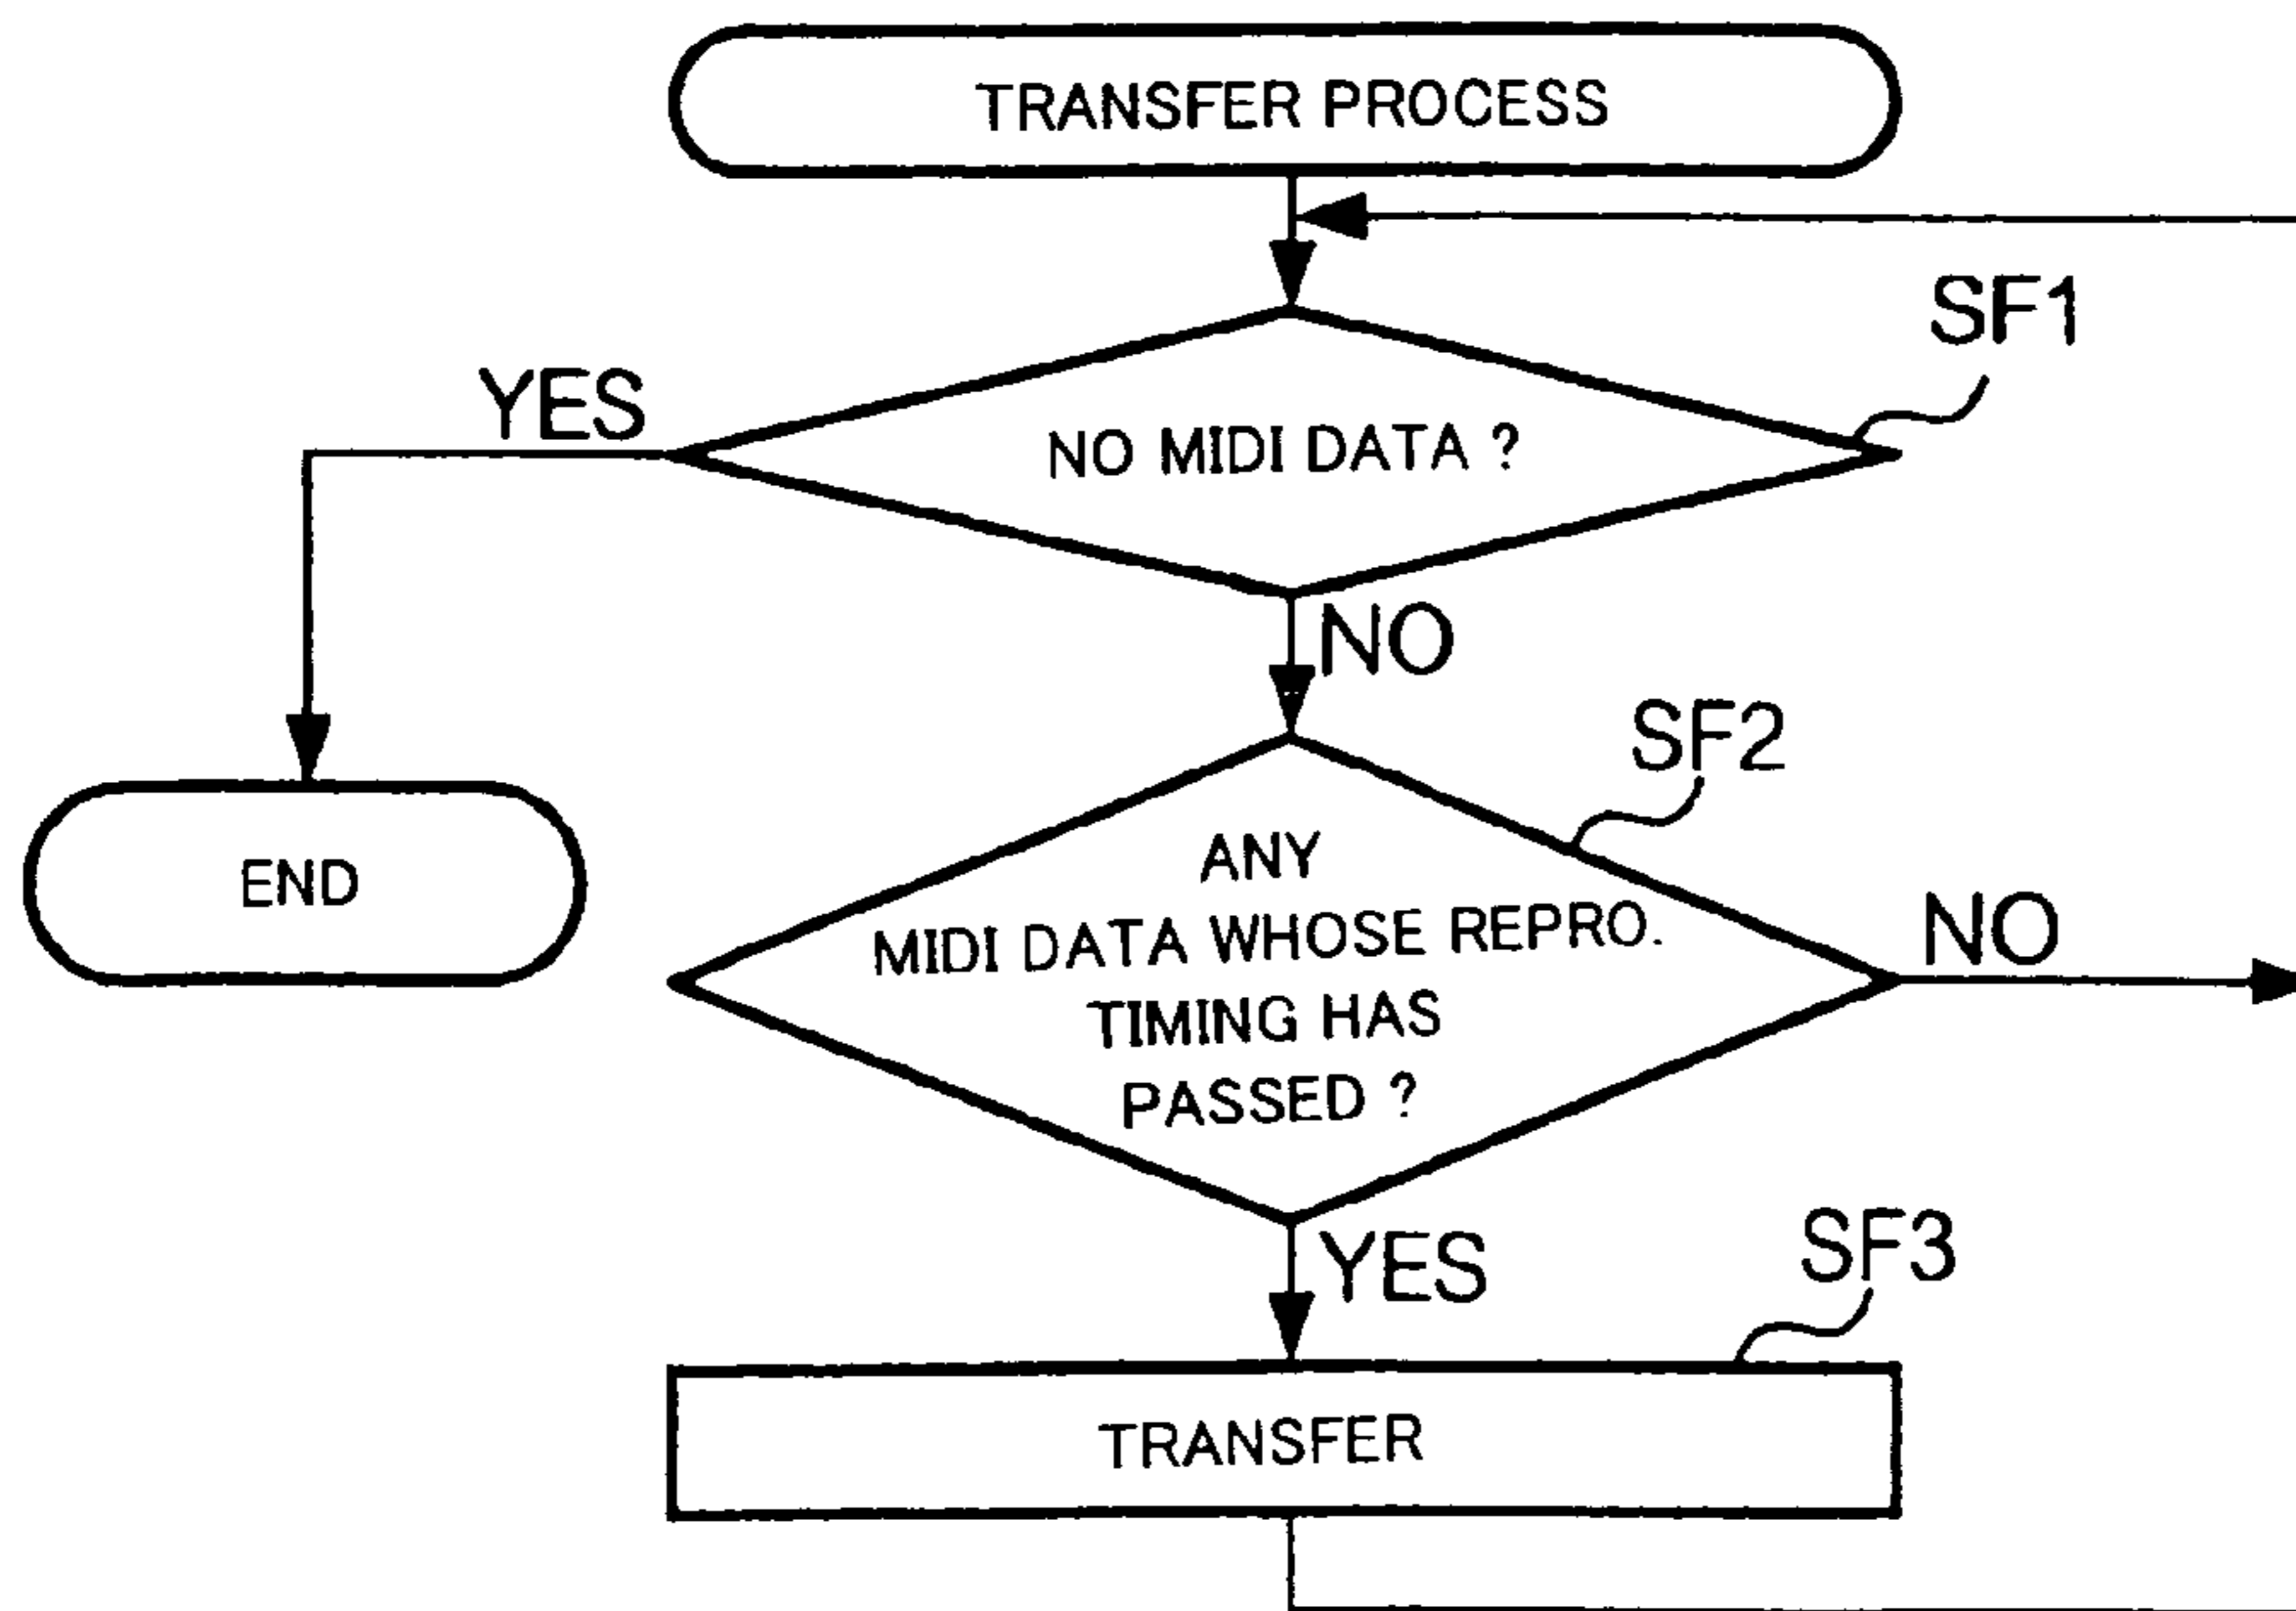 TRANSFER PROCESS
SF1
YES
NO MIDI DATA ?
NO
SF2
END
ANY
MIDI DATA WHOSE REPRO.
TIMING HAS
PASSED ?
NO
YES
SF3
TRANSFER